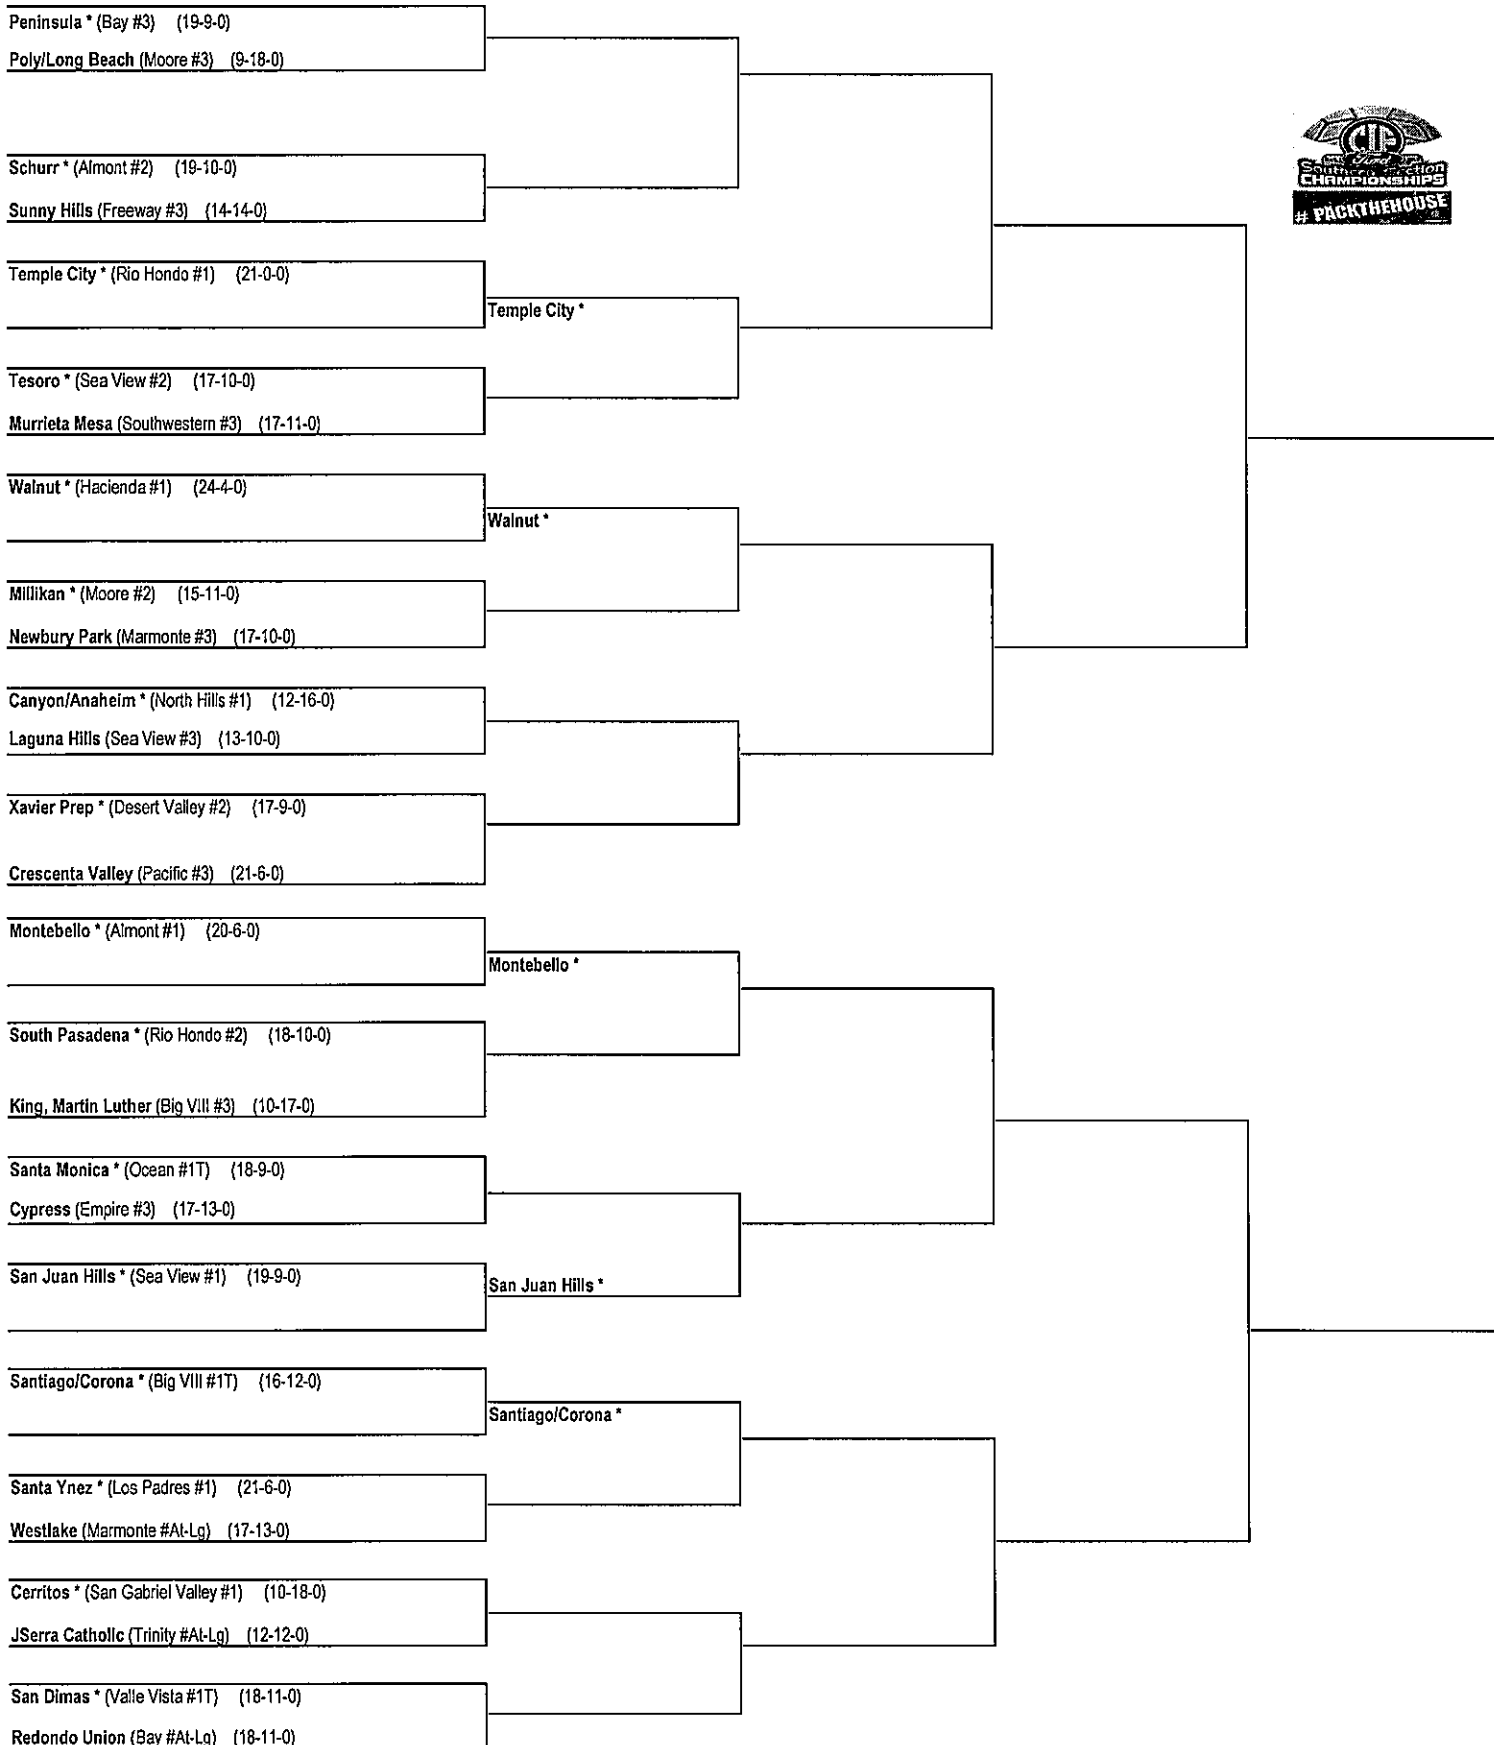 Peninsula * (Bay #3) (19-9-0)
Poly/Long Beach (Moore #3) (9-18-0)
CIF
Southern Section
CHAMPIONSHIPS
# PACKTHEHOUSE
Schurr * (Almont #2) (19-10-0)
Sunny Hills (Freeway #3) (14-14-0)
Temple City * (Rio Hondo #1) (21-0-0)
Temple City *
Tesoro * (Sea View #2) (17-10-0)
Murrieta Mesa (Southwestern #3) (17-11-0)
Walnut * (Hacienda #1) (24-4-0)
Walnut *
Millikan * (Moore #2) (15-11-0)
Newbury Park (Marmonte #3) (17-10-0)
Canyon/Anaheim * (North Hills #1) (12-16-0)
Laguna Hills (Sea View #3) (13-10-0)
Xavier Prep * (Desert Valley #2) (17-9-0)
Crescenta Valley (Pacific #3) (21-6-0)
Montebello * (Almont #1) (20-6-0)
Montebello *
South Pasadena * (Rio Hondo #2) (18-10-0)
King, Martin Luther (Big VIII #3) (10-17-0)
Santa Monica * (Ocean #1T) (18-9-0)
Cypress (Empire #3) (17-13-0)
San Juan Hills * (Sea View #1) (19-9-0)
San Juan Hills *
Santiago/Corona * (Big VIII #1T) (16-12-0)
Santiago/Corona *
Santa Ynez * (Los Padres #1) (21-6-0)
Westlake (Marmonte #At-Lg) (17-13-0)
Cerritos * (San Gabriel Valley #1) (10-18-0)
JSerra Catholic (Trinity #At-Lg) (12-12-0)
San Dimas * (Valle Vista #1T) (18-11-0)
Redondo Union (Bay #At-Lg) (18-11-0)